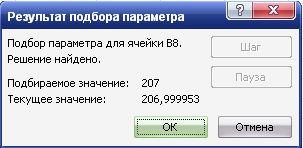 Результат подбора параметра
Подбор параметра для ячейки B8.
Решение найдено.
Шаг
Пауза
Подбираемое значение: 207
Текущее значение: 206,999953
OK
Отмена